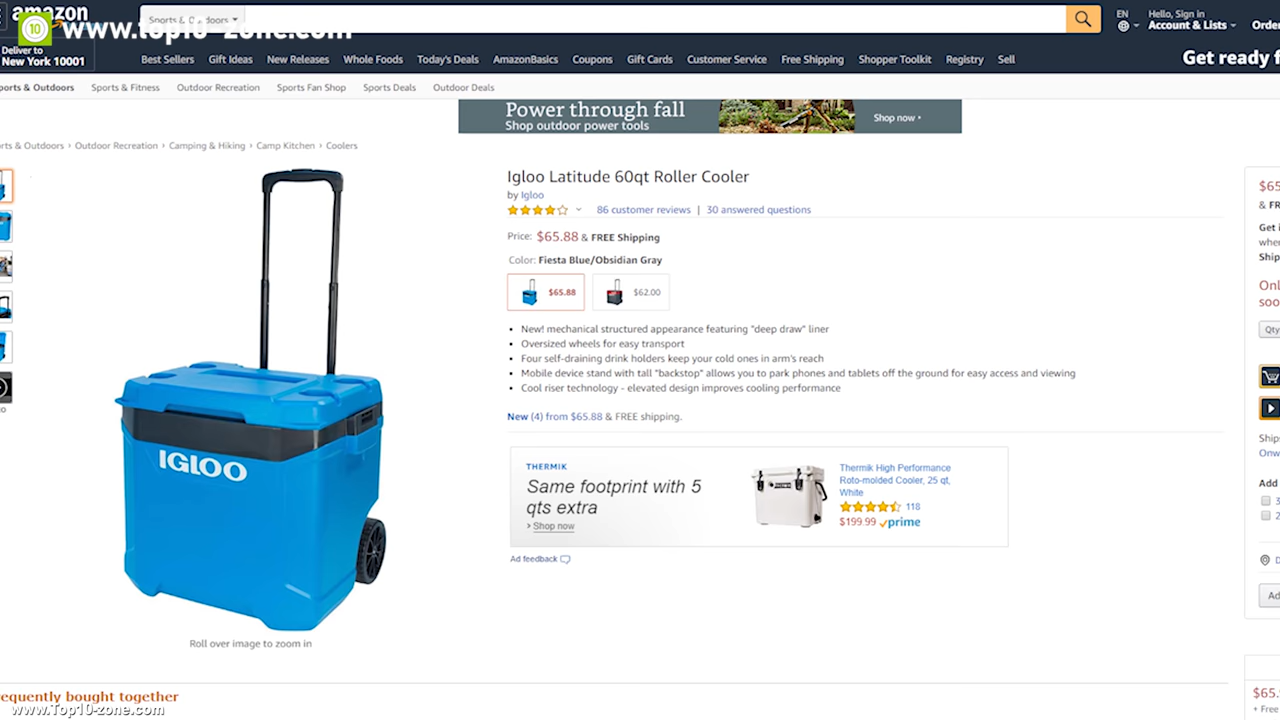 amazon
Sports & Outdoors
10
www.top10-zone.com
EN
Hello, Sign in
Account & Lists
Order
Deliver to
New York 10001
Best Sellers
Gift Ideas
New Releases
Whole Foods
Today's Deals
AmazonBasics
Coupons
Gift Cards
Customer Service
Free Shipping
Shopper Toolkit
Registry
Sell
Get ready f
ports & Outdoors
Sports & Fitness
Outdoor Recreation
Sports Fan Shop
Sports Deals
Outdoor Deals
Power through fall
Shop outdoor power tools
Shop now ›
rts & Outdoors › Outdoor Recreation › Camping & Hiking › Camp Kitchen › Coolers
Igloo Latitude 60qt Roller Cooler
by Igloo
86 customer reviews | 30 answered questions
Price: $65.88 & FREE Shipping
Color: Fiesta Blue/Obsidian Gray
$65.88
$62.00
• New! mechanical structured appearance featuring "deep draw" liner
• Oversized wheels for easy transport
• Four self-draining drink holders keep your cold ones in arm's reach
• Mobile device stand with tall "backstop" allows you to park phones and tablets off the ground for easy access and viewing
• Cool riser technology - elevated design improves cooling performance
New (4) from $65.88 & FREE shipping.
IGLOO
Roll over image to zoom in
THERMIK
Same footprint with 5
qts extra
› Shop now
Thermik High Performance
Roto-molded Cooler, 25 qt,
White
118
$199.99 prime
Ad feedback
$65
& FR
Get i
whe
Ship
Onl
soo
Qty
Ships
Onw
Add
3
2
D
Ad
$65.
+ Free
equently bought together
www.Top10-zone.com